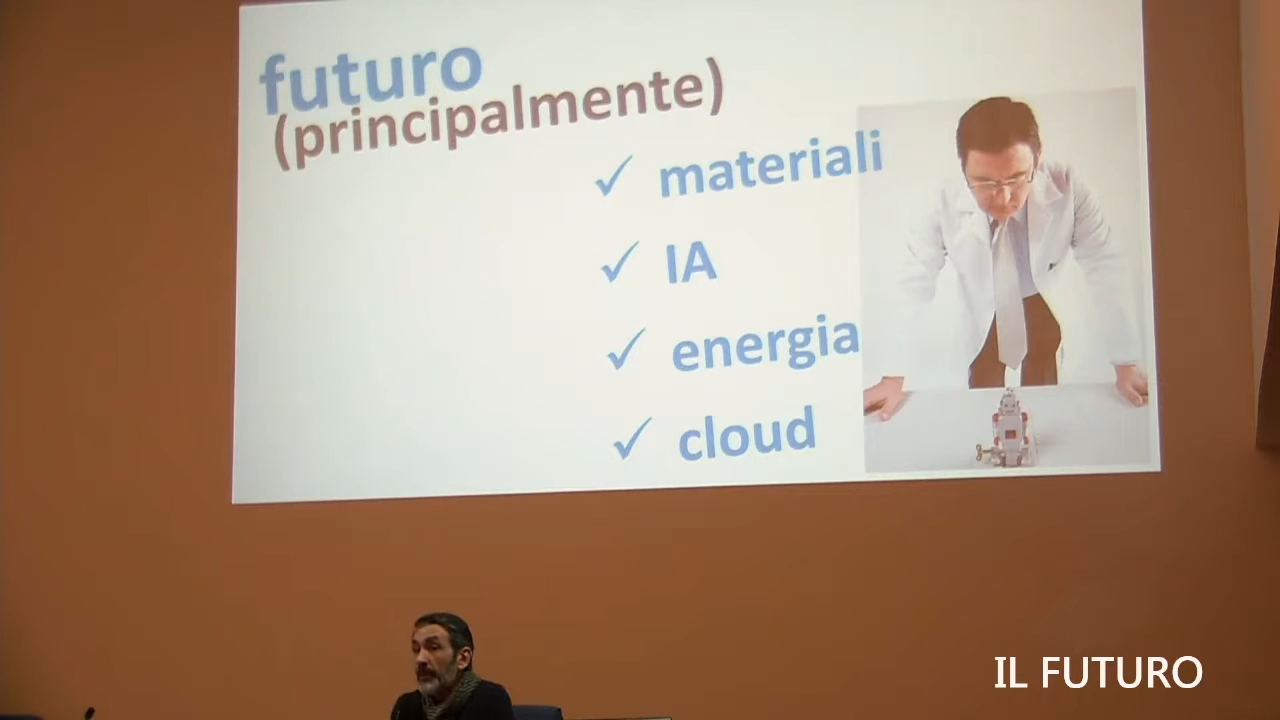 futuro
(principalmente)
✓ materiali
✓ IA
✓ energia
✓ cloud
IL FUTURO